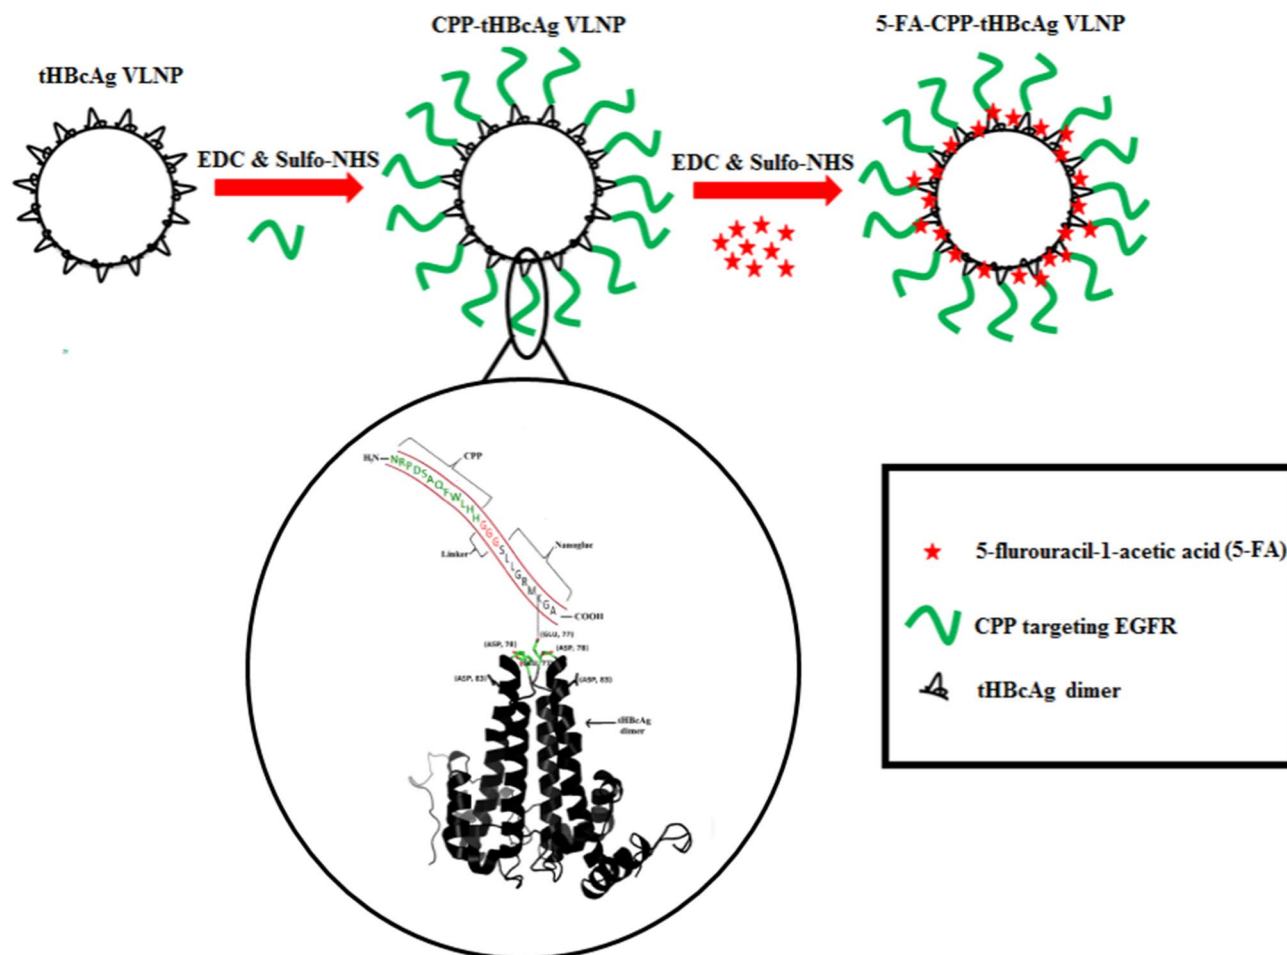 CPP-tHBcAg VLNP
5-FA-CPP-tHBcAg VLNP
tHBcAg VLNP
EDC & Sulfo-NHS
EDC & Sulfo-NHS
H₂N
NRPDSAQFWLHHGGGSLLGRMKGA
CPP
Linker
Nanoglue
COOH
(GLU, 77)
(ASP, 78)
(ASP, 78)
(ASP, 83)
(ASP, 83)
tHBcAg
dimer
5-flurouracil-1-acetic acid (5-FA)
CPP targeting EGFR
tHBcAg dimer